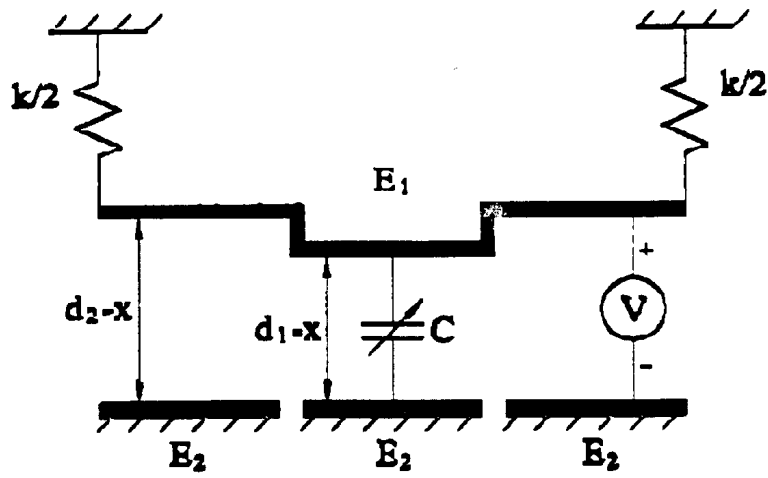 k/2
k/2
E₁
d₂-x
d₁-x
C
+
V
-
E₂
E₂
E₂